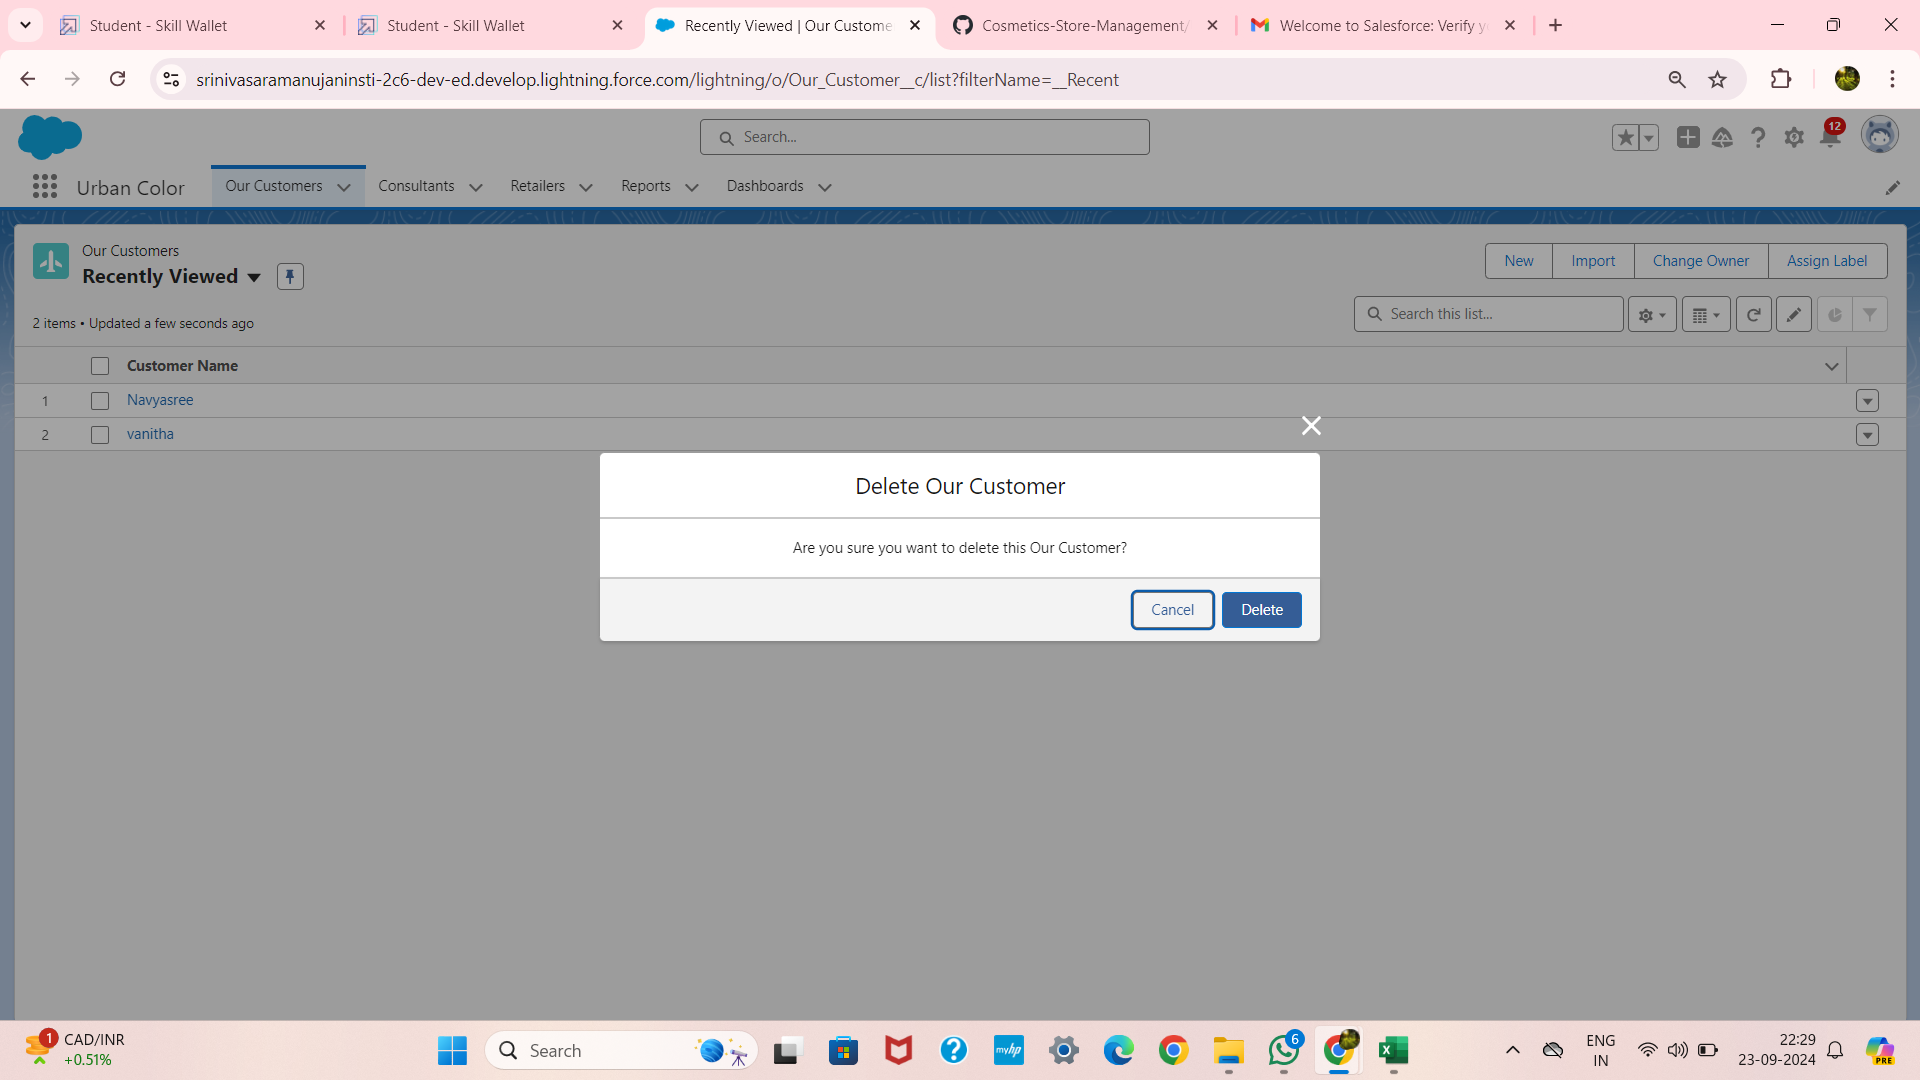 Student - Skill Wallet
Student - Skill Wallet
Recently Viewed | Our Custome
Cosmetics-Store-Management/
Welcome to Salesforce: Verify y
srinivasaramanujaninsti-2c6-dev-ed.develop.lightning.force.com/lightning/o/Our_Customer__c/list?filterName=__Recent
Search...
12
Urban Color
Our Customers
Consultants
Retailers
Reports
Dashboards
Our Customers
Recently Viewed
New
Import
Change Owner
Assign Label
2 items • Updated a few seconds ago
Search this list...
Customer Name
1 Navyasree
2 vanitha
Delete Our Customer
Are you sure you want to delete this Our Customer?
Cancel
Delete
1
CAD/INR
+0.51%
Search
myhp
6
ENG
IN
22:29
23-09-2024
PRE